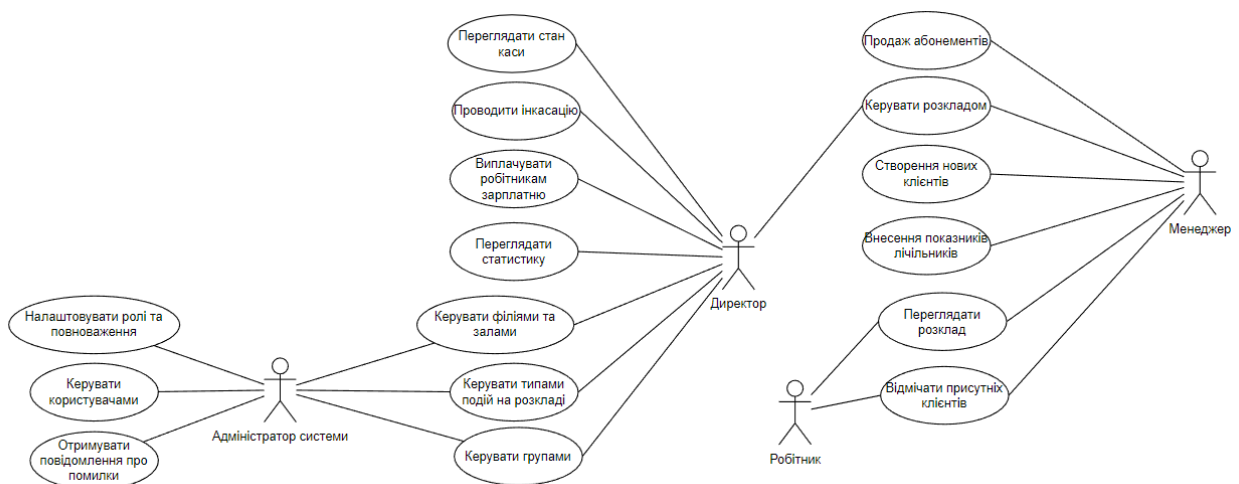 Переглядати стан
каси
Проводити інкасацію
Виплачувати
робітникам
зарплатню
Переглядати
статистику
Налаштовувати ролі та
повноваження
Керувати
користувачами
Отримувати
повідомлення про
помилки
Адміністратор системи
Керувати філіями та
залами
Керувати типами
подій на розкладі
Керувати групами
Директор
Продаж абонементів
Керувати розкладом
Створення нових
клієнтів
Внесення показників
лічільників
Переглядати
розклад
Відмічати присутніх
клієнтів
Менеджер
Робітник